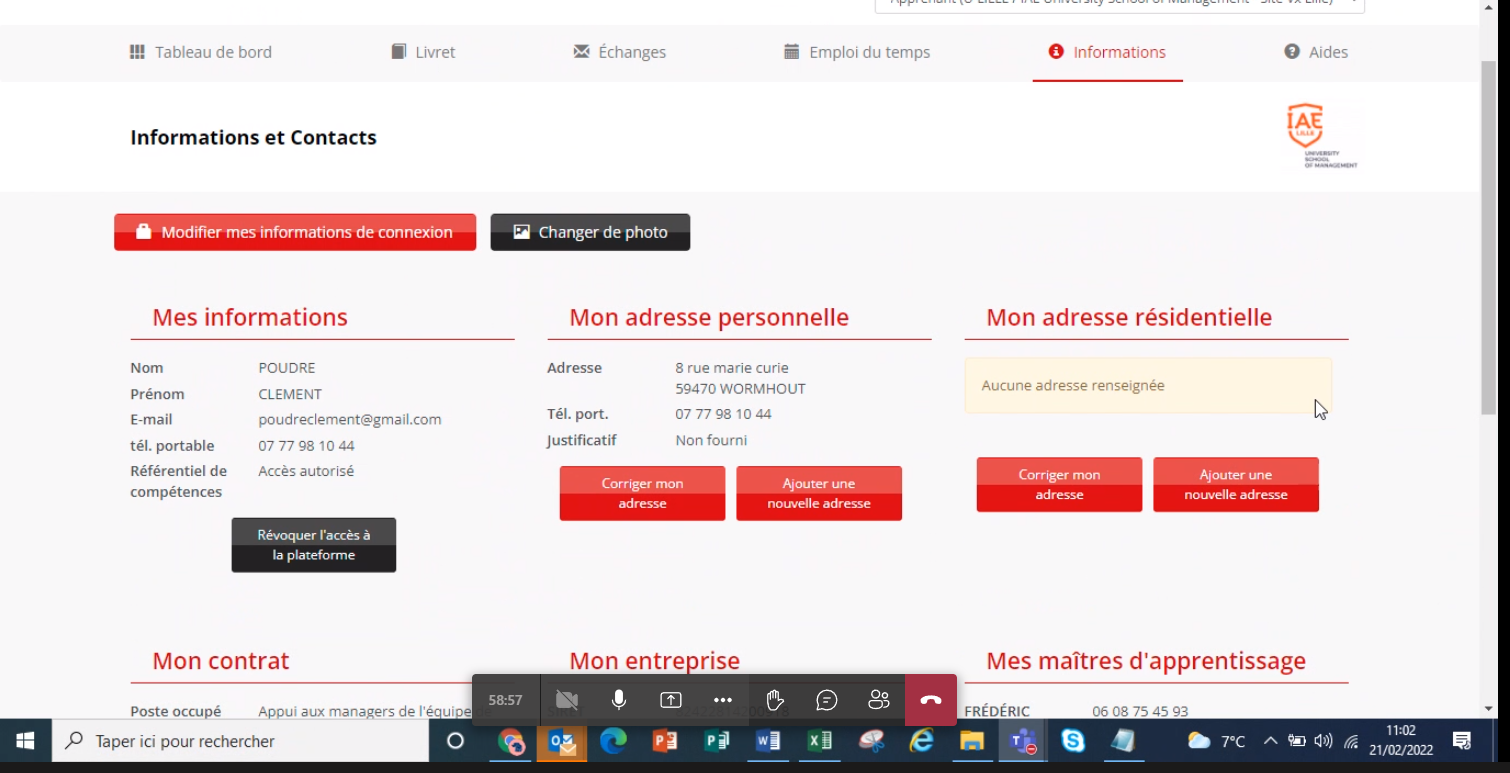 Apprenant (U-LILLE / IAE University School of Management - Site Vx Lille)
Tableau de bord
Livret
Échanges
Emploi du temps
Informations
Aides
Informations et Contacts
IAE
LILLE
UNIVERSITY
SCHOOL
OF MANAGEMENT
Modifier mes informations de connexion
Changer de photo
Mes informations
Nom POUDRE
Prénom CLEMENT
E-mail poudreclement@gmail.com
tél. portable 07 77 98 10 44
Référentiel de Accès autorisé
compétences
Révoquer l'accès à
la plateforme
Mon adresse personnelle
Adresse 8 rue marie curie
59470 WORMHOUT
Tél. port. 07 77 98 10 44
Justificatif Non fourni
Corriger mon
adresse
Ajouter une
nouvelle adresse
Mon adresse résidentielle
Aucune adresse renseignée
Corriger mon
adresse
Ajouter une
nouvelle adresse
Mon contrat
Poste occupé Appui aux managers de l'équipe
Mon entreprise
Mes maîtres d'apprentissage
FRÉDÉRIC 06 08 75 45 93
58:57
Taper ici pour rechercher
7°C
11:02
21/02/2022